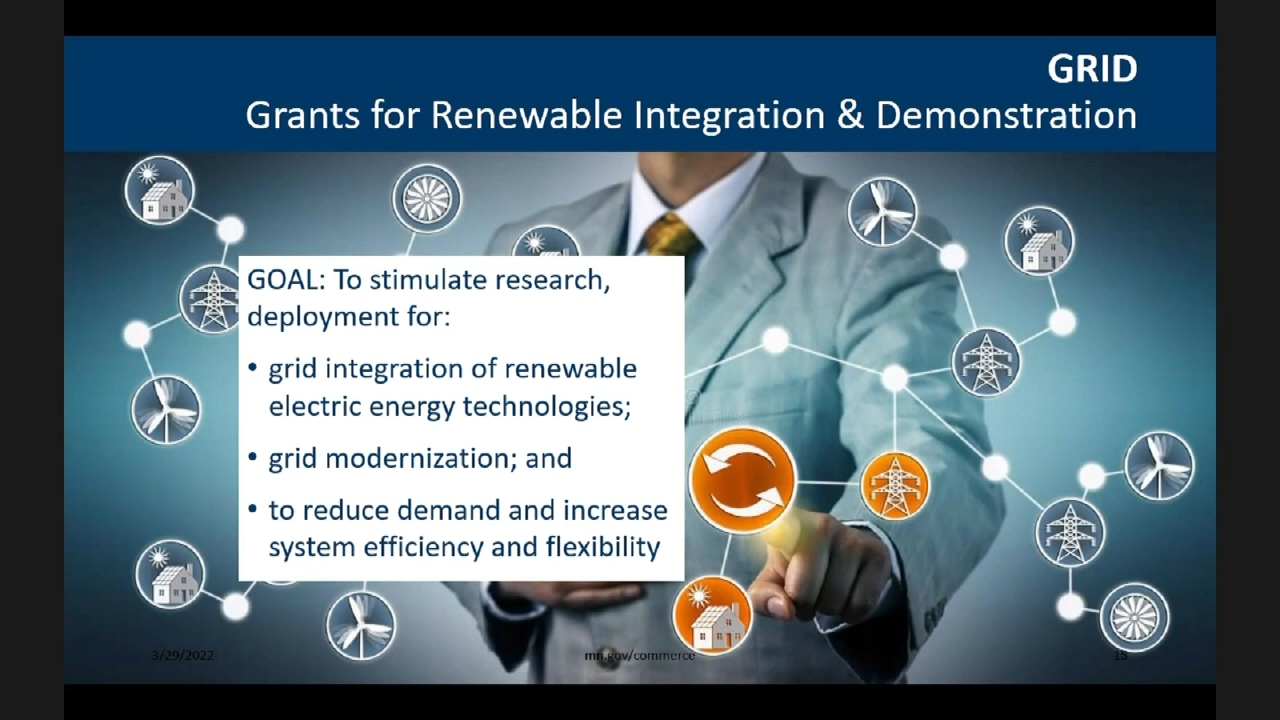 GRID
Grants for Renewable Integration & Demonstration
GOAL: To stimulate research,
deployment for:
• grid integration of renewable
electric energy technologies;
• grid modernization; and
• to reduce demand and increase
system efficiency and flexibility
3/29/2022
mn.gov/commerce
15